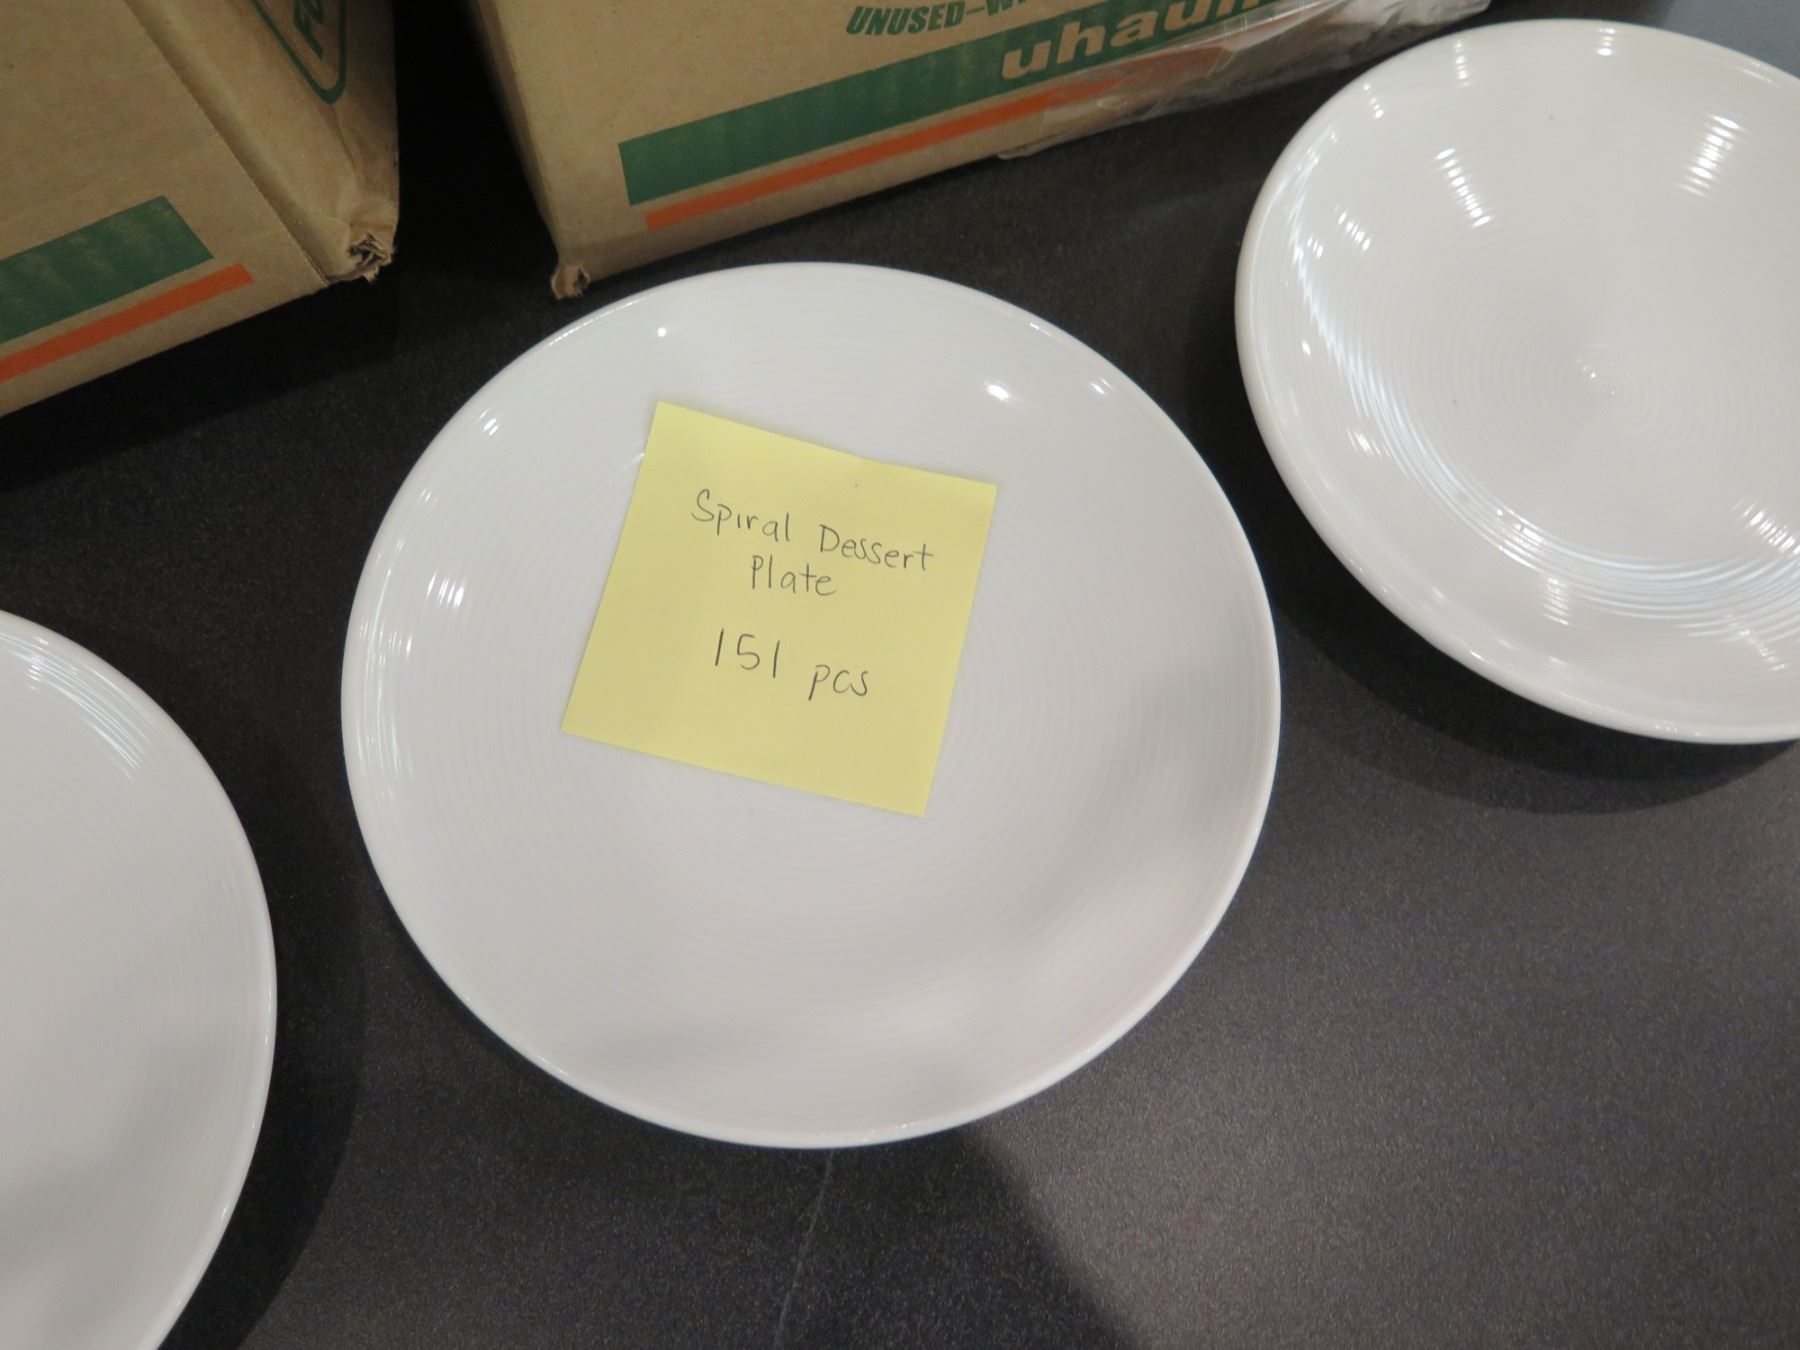 UNUSED-W
uhaul
Spiral Dessert
Plate
151 pcs